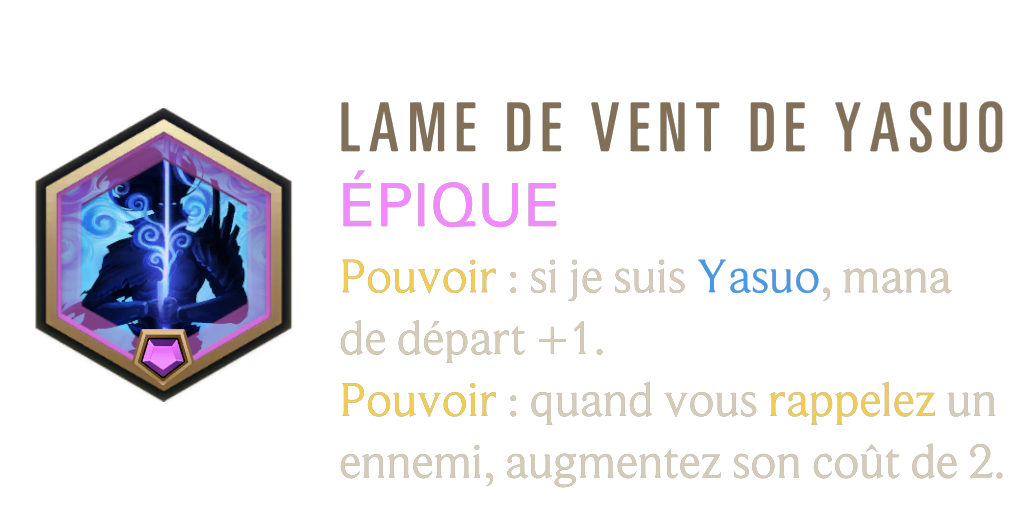 LAME DE VENT DE YASUO
ÉPIQUE
Pouvoir : si je suis Yasuo, mana
de départ +1.
Pouvoir : quand vous rappelez un
ennemi, augmentez son coût de 2.